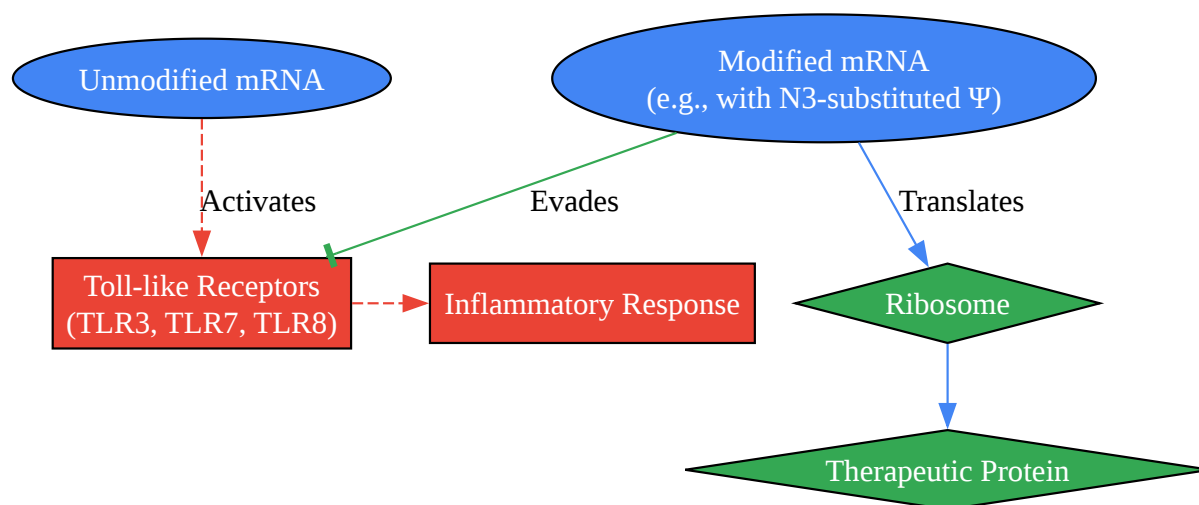 Unmodified mRNA
Modified mRNA
(e.g., with N3-substituted Ψ)
Activates
Evades
Translates
Toll-like Receptors
(TLR3, TLR7, TLR8)
Inflammatory Response
Ribosome
Therapeutic Protein